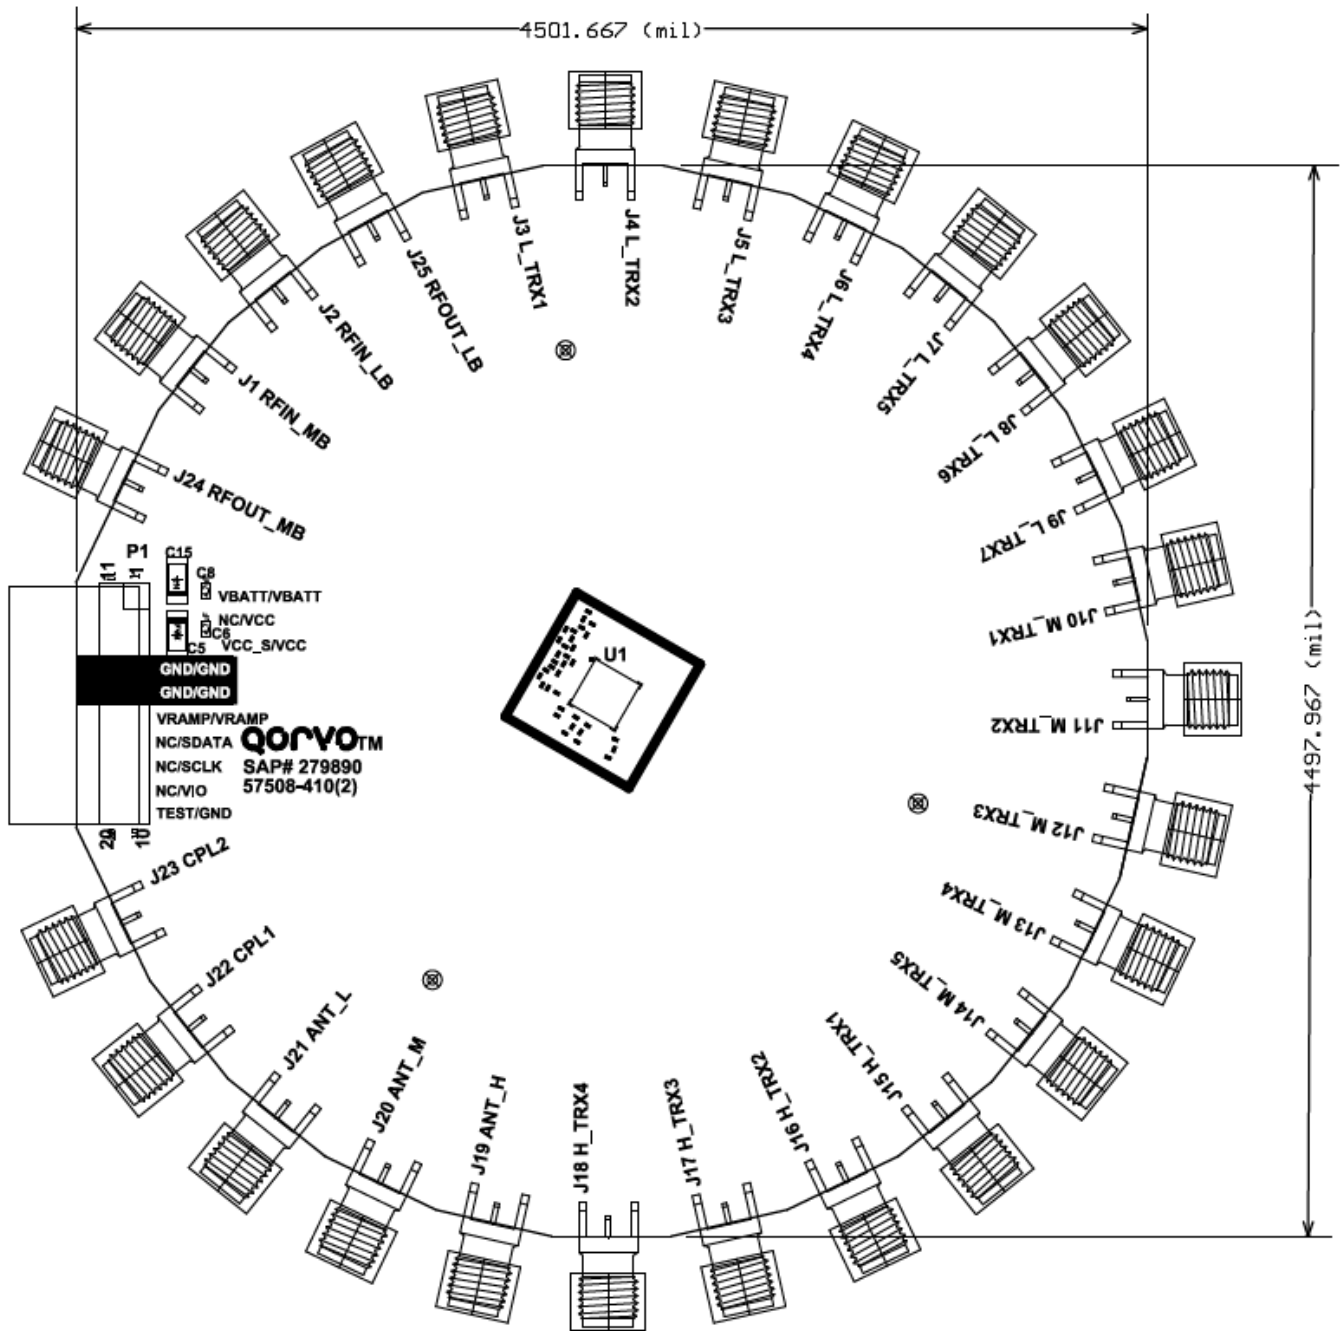 4501.667 (mil)
J3 L_TRX1
J4 L_TRX2
J5 L_TRX3
J6 L_TRX4
J7 L_TRX5
J8 L_TRX6
J9 L_TRX7
J10 M_TRX1
J11 M_TRX2
J12 M_TRX3
J13 M_TRX4
J14 M_TRX5
J15 H_TRX1
J16 H_TRX2
J17 H_TRX3
J18 H_TRX4
J19 ANT_H
J20 ANT_M
J21 ANT_L
J22 CPL1
J23 CPL2
J24 RFOUT_MB
J1 RFIN_MB
J2 RFIN_LB
J25 RFOUT_LB
4497.967 (mil)
P1
C15
11
1
C8
VBATT/VBATT
NC/VCC
C6
C5
VCC_S/VCC
GND/GND
GND/GND
VRAMP/VRAMP
NC/SDATA
NC/SCLK
NC/VIO
TEST/GND
20
10
QORVO TM
SAP# 279890
57508-410(2)
U1